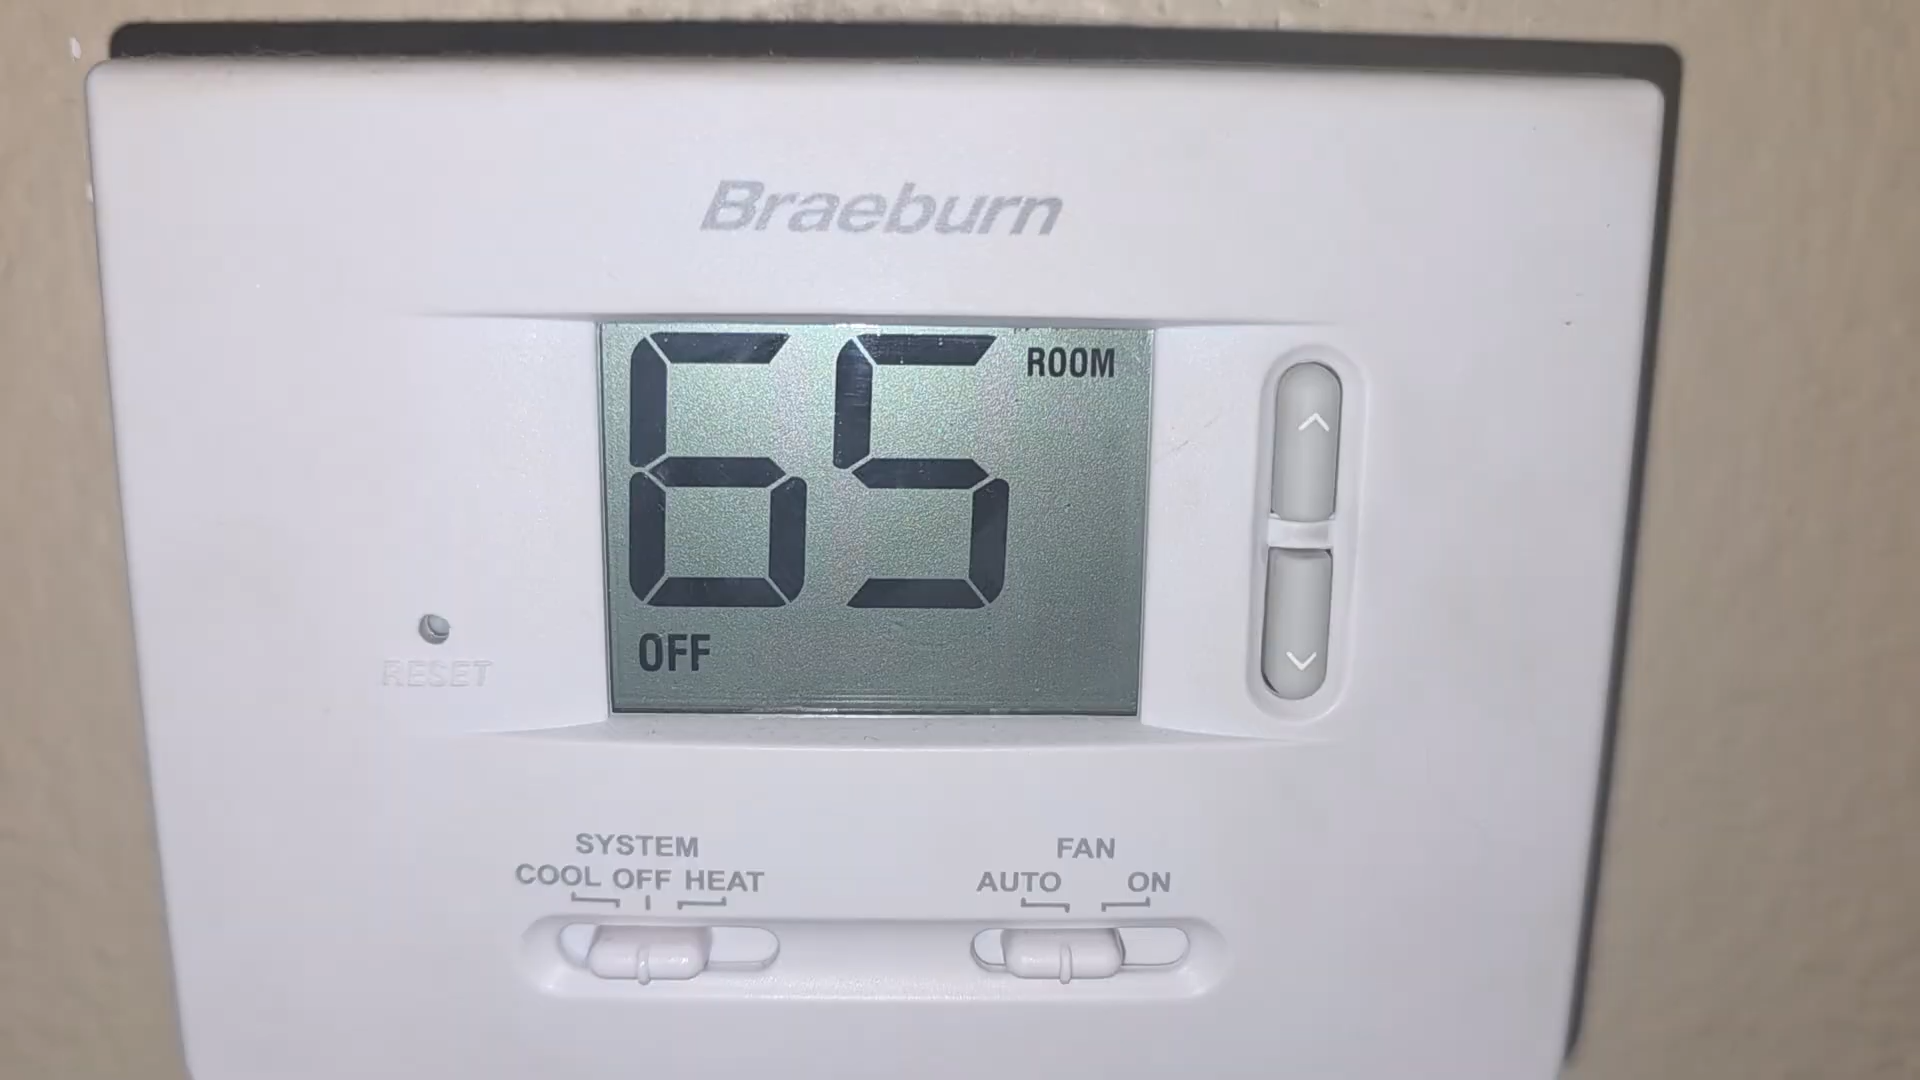 Braeburn
65 ROOM
OFF
RESET
SYSTEM
COOL OFF HEAT
FAN
AUTO ON